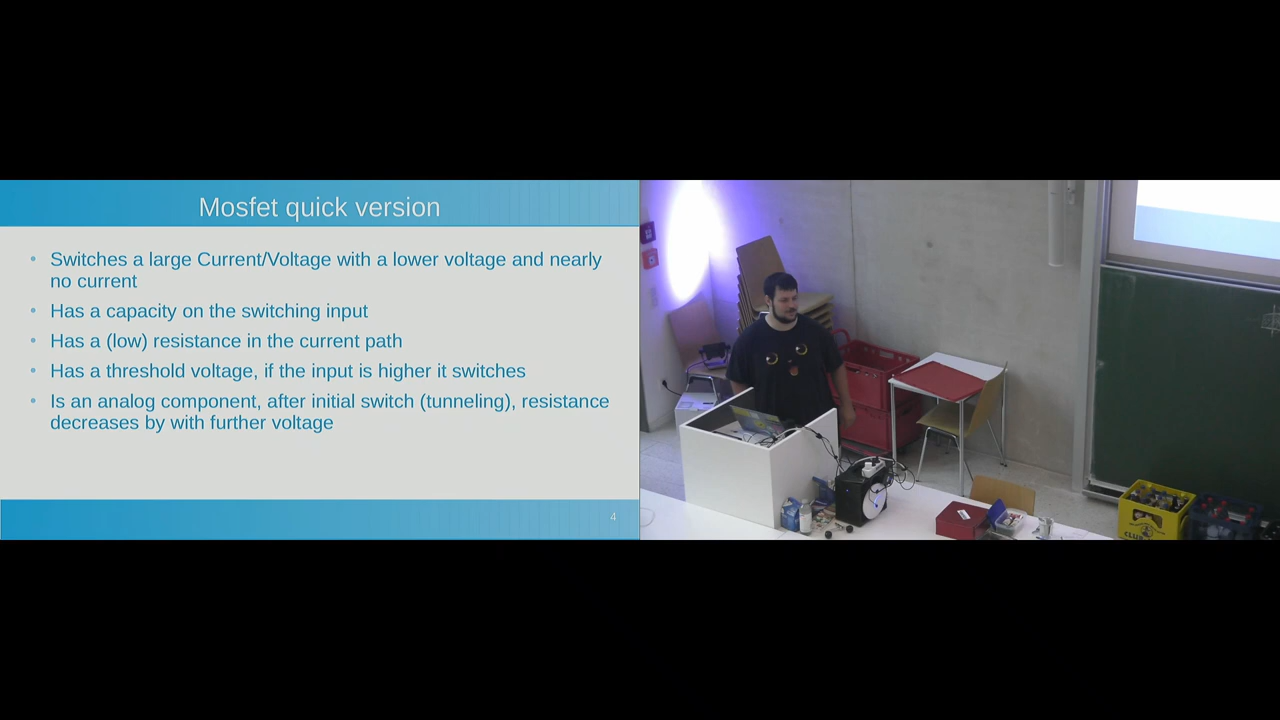 Mosfet quick version
• Switches a large Current/Voltage with a lower voltage and nearly
no current
• Has a capacity on the switching input
• Has a (low) resistance in the current path
• Has a threshold voltage, if the input is higher it switches
• Is an analog component, after initial switch (tunneling), resistance
decreases by with further voltage
4
CLUB